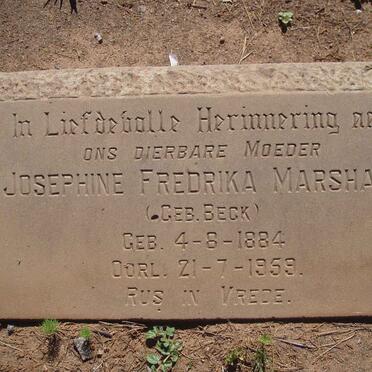 In Liefdevolle Herinnering ae
ONS DIERBARE MOEDER
JOSEPHINE FREDRIKA MARSHA
(GEB. BECK)
GEB. 4-8-1884
OORL. 21-7-1959.
RUS IN VREDE.